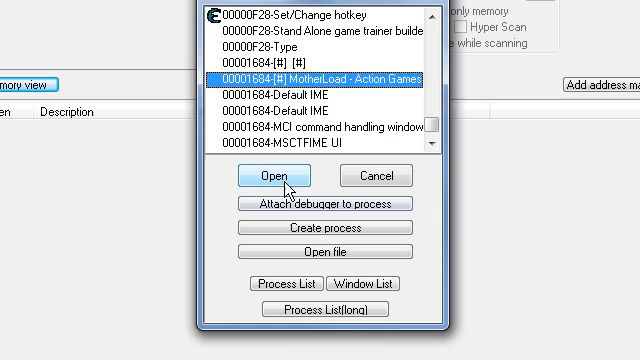 00000F28-Set/Change hotkey
00000F28-Stand Alone game trainer builde
00000F28-Type
00001684-[#] [#]
00001684-[#] MotherLoad - Action Games
00001684-Default IME
00001684-Default IME
00001684-MCI command handling window
00001684-MSCTFIME UI
only memory
Hyper Scan
while scanning
mory view
Add address ma
en
Description
Open
Cancel
Attach debugger to process
Create process
Open file
Process List
Window List
Process List(long)